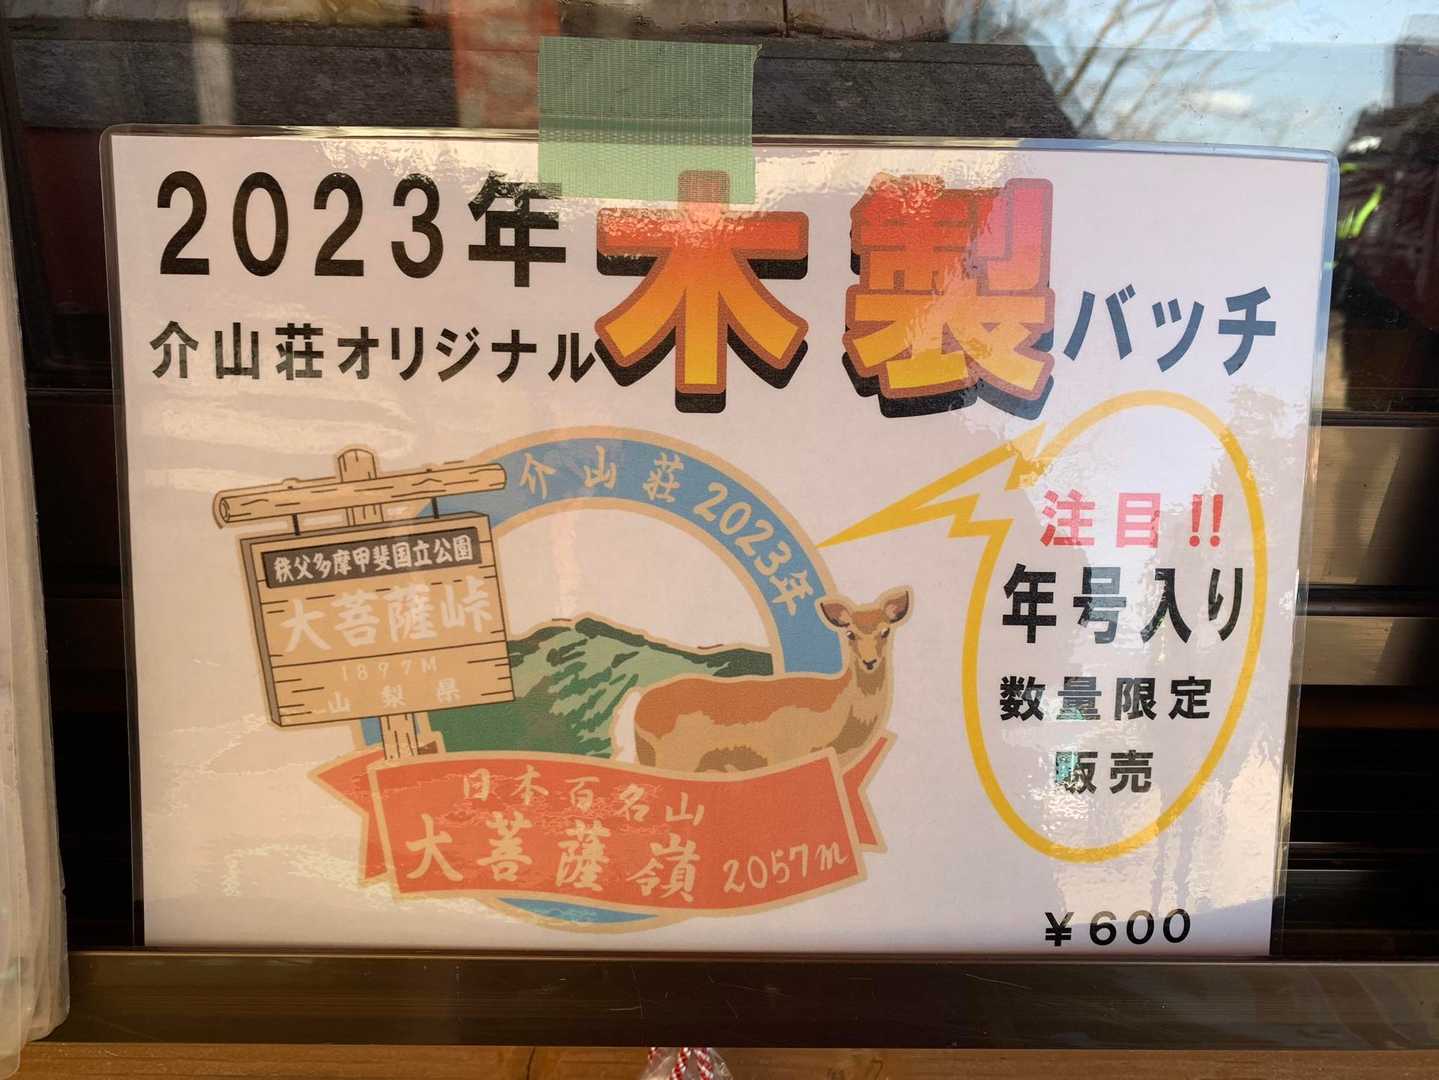 2023年
介山荘オリジナル木製バッチ
介山荘2023年
秩父多摩甲斐国立公園
大菩薩峠
1897M
山梨県
日本百名山
大菩薩嶺 2057m
注目!!
年号入り
数量限定
販売
¥600